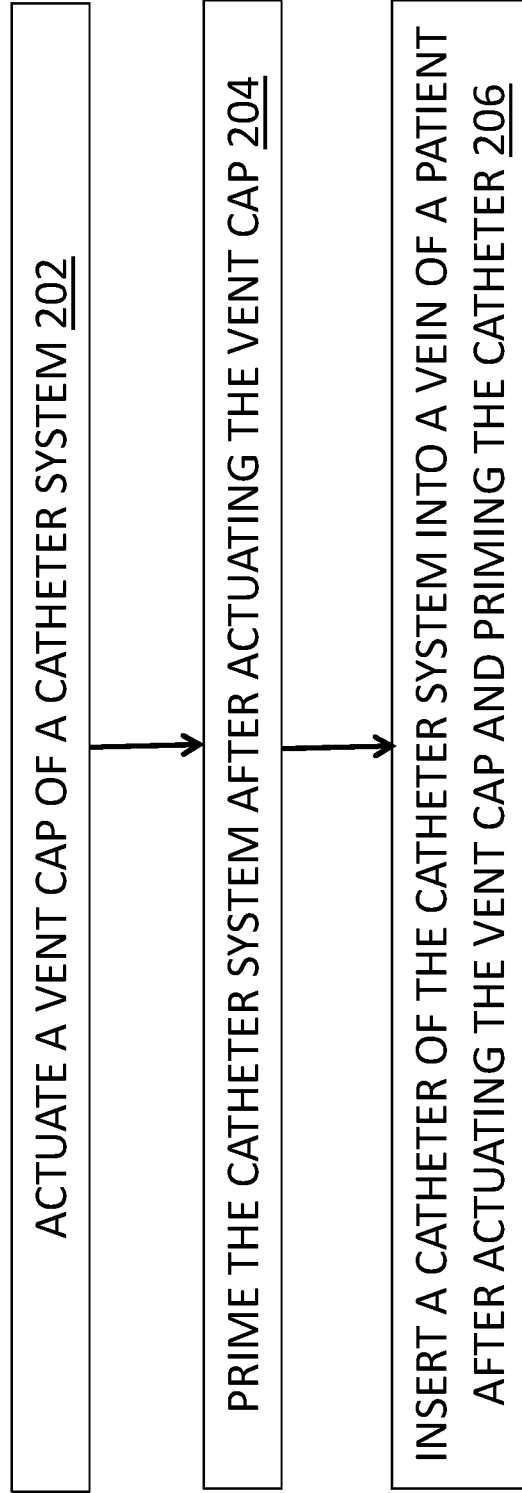 ACTUATE A VENT CAP OF A CATHETER SYSTEM 202
PRIME THE CATHETER SYSTEM AFTER ACTUATING THE VENT CAP 204
INSERT A CATHETER OF THE CATHETER SYSTEM INTO A VEIN OF A PATIENT
AFTER ACTUATING THE VENT CAP AND PRIMING THE CATHETER 206